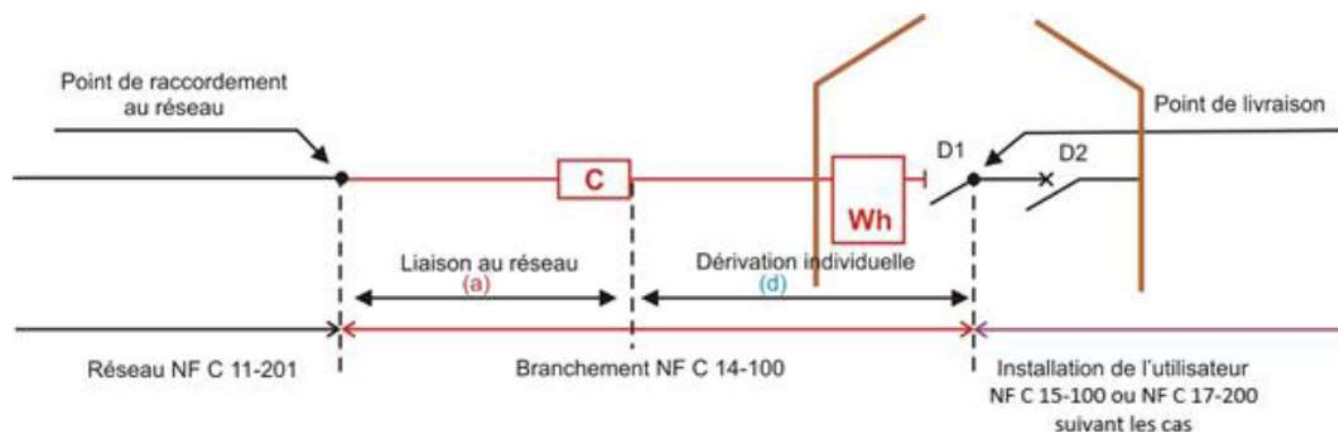 Point de raccordement
au réseau
Point de livraison
D1
D2
C
Wh
Liaison au réseau
(a)
Dérivation individuelle
(d)
Réseau NF C 11-201
Branchement NF C 14-100
Installation de l'utilisateur
NF C 15-100 ou NF C 17-200
suivant les cas